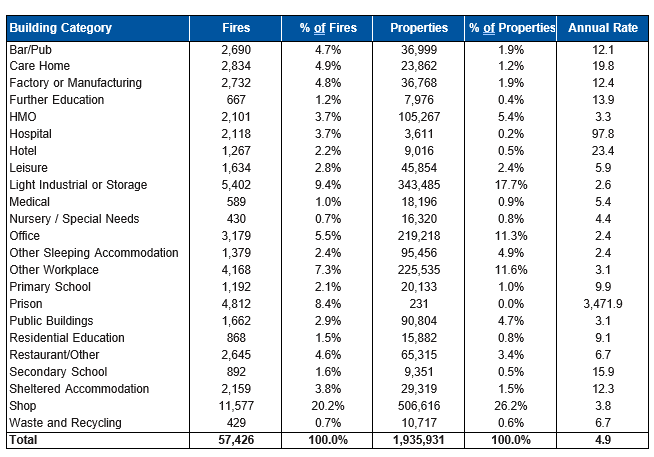 Building Category Fires % of Fires Properties % of Properties Annual Rate
Bar/Pub 2,690 4.7% 36,999 1.9% 12.1
Care Home 2,834 4.9% 23,862 1.2% 19.8
Factory or Manufacturing 2,732 4.8% 36,768 1.9% 12.4
Further Education 667 1.2% 7,976 0.4% 13.9
HMO 2,101 3.7% 105,267 5.4% 3.3
Hospital 2,118 3.7% 3,611 0.2% 97.8
Hotel 1,267 2.2% 9,016 0.5% 23.4
Leisure 1,634 2.8% 45,854 2.4% 5.9
Light Industrial or Storage 5,402 9.4% 343,485 17.7% 2.6
Medical 589 1.0% 18,196 0.9% 5.4
Nursery / Special Needs 430 0.7% 16,320 0.8% 4.4
Office 3,179 5.5% 219,218 11.3% 2.4
Other Sleeping Accommodation 1,379 2.4% 95,456 4.9% 2.4
Other Workplace 4,168 7.3% 225,535 11.6% 3.1
Primary School 1,192 2.1% 20,133 1.0% 9.9
Prison 4,812 8.4% 231 0.0% 3,471.9
Public Buildings 1,662 2.9% 90,804 4.7% 3.1
Residential Education 868 1.5% 15,882 0.8% 9.1
Restaurant/Other 2,645 4.6% 65,315 3.4% 6.7
Secondary School 892 1.6% 9,351 0.5% 15.9
Sheltered Accommodation 2,159 3.8% 29,319 1.5% 12.3
Shop 11,577 20.2% 506,616 26.2% 3.8
Waste and Recycling 429 0.7% 10,717 0.6% 6.7
Total 57,426 100.0% 1,935,931 100.0% 4.9